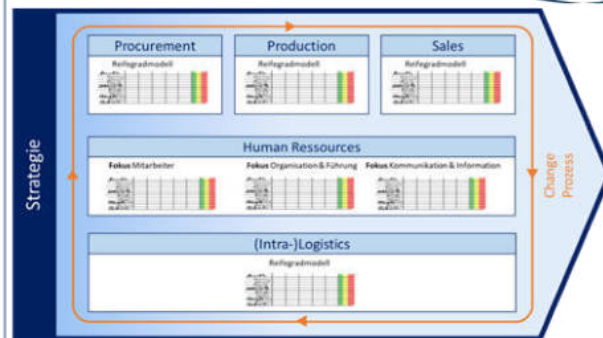 Strategie
Procurement
Reifegradmodell
Production
Reifegradmodell
Sales
Reifegradmodell
Human Ressources
Fokus Mitarbeiter
Fokus Organisation & Führung
Fokus Kommunikation & Information
(Intra-)Logistics
Reifegradmodell
Change
Prozess